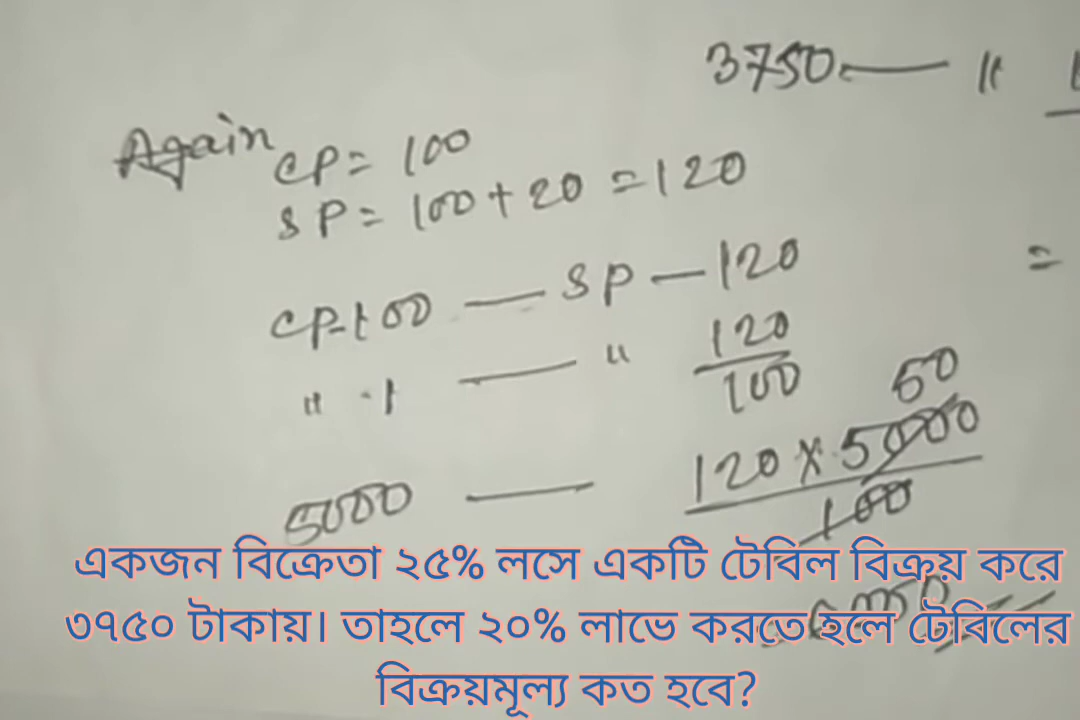 3750 — "
Again CP = 100
SP = 100 + 20 = 120
=
CP-100 — SP — 120
" - 1 — " 120/100
50
5000 — 120 × 5000/100
একজন বিক্রেতা ২৫% লসে একটি টেবিল বিক্রয় করে
৩৭৫০ টাকায়। তাহলে ২০% লাভে করতে হলে টেবিলের
বিক্রয়মূল্য কত হবে?